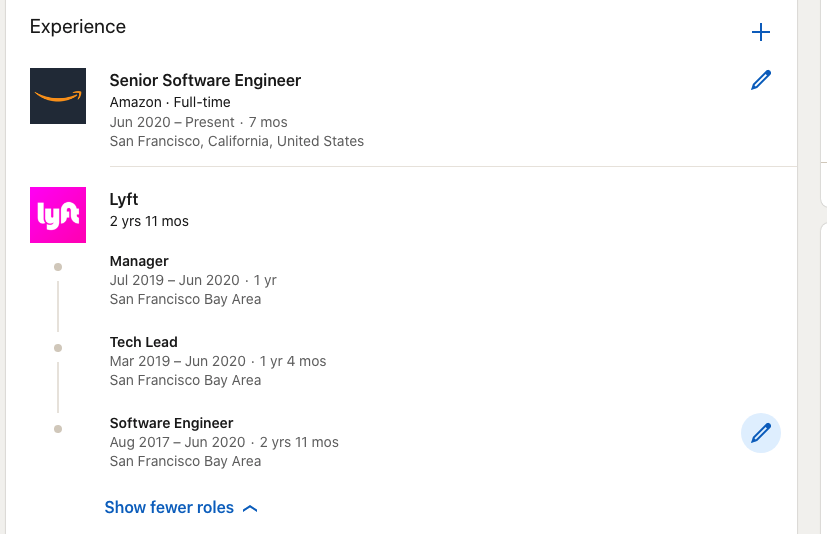 Experience
Senior Software Engineer
Amazon · Full-time
Jun 2020 – Present · 7 mos
San Francisco, California, United States
lyft
Lyft
2 yrs 11 mos
Manager
Jul 2019 – Jun 2020 · 1 yr
San Francisco Bay Area
Tech Lead
Mar 2019 – Jun 2020 · 1 yr 4 mos
San Francisco Bay Area
Software Engineer
Aug 2017 – Jun 2020 · 2 yrs 11 mos
San Francisco Bay Area
Show fewer roles